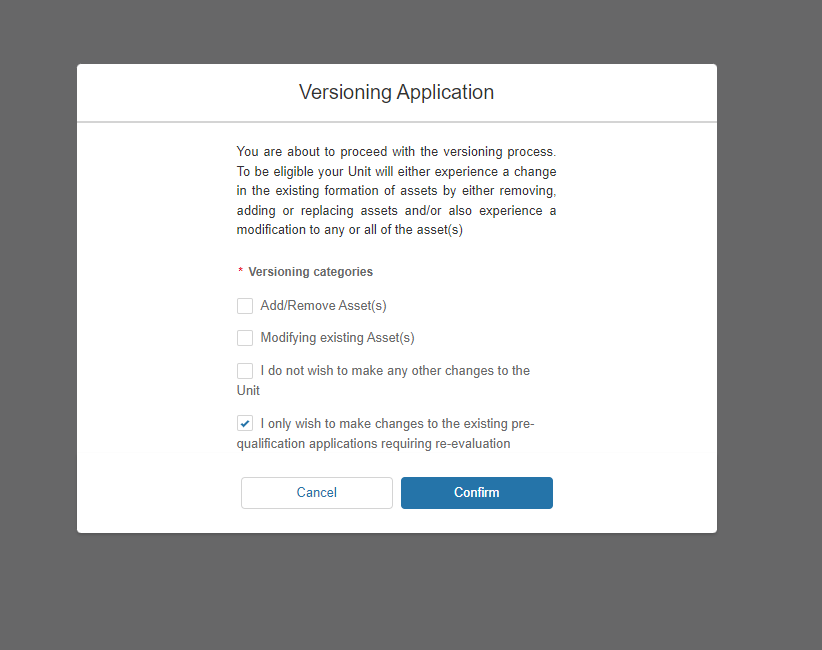 Versioning Application
You are about to proceed with the versioning process.
To be eligible your Unit will either experience a change
in the existing formation of assets by either removing,
adding or replacing assets and/or also experience a
modification to any or all of the asset(s)
* Versioning categories
Add/Remove Asset(s)
Modifying existing Asset(s)
I do not wish to make any other changes to the
Unit
I only wish to make changes to the existing pre-
qualification applications requiring re-evaluation
Cancel
Confirm